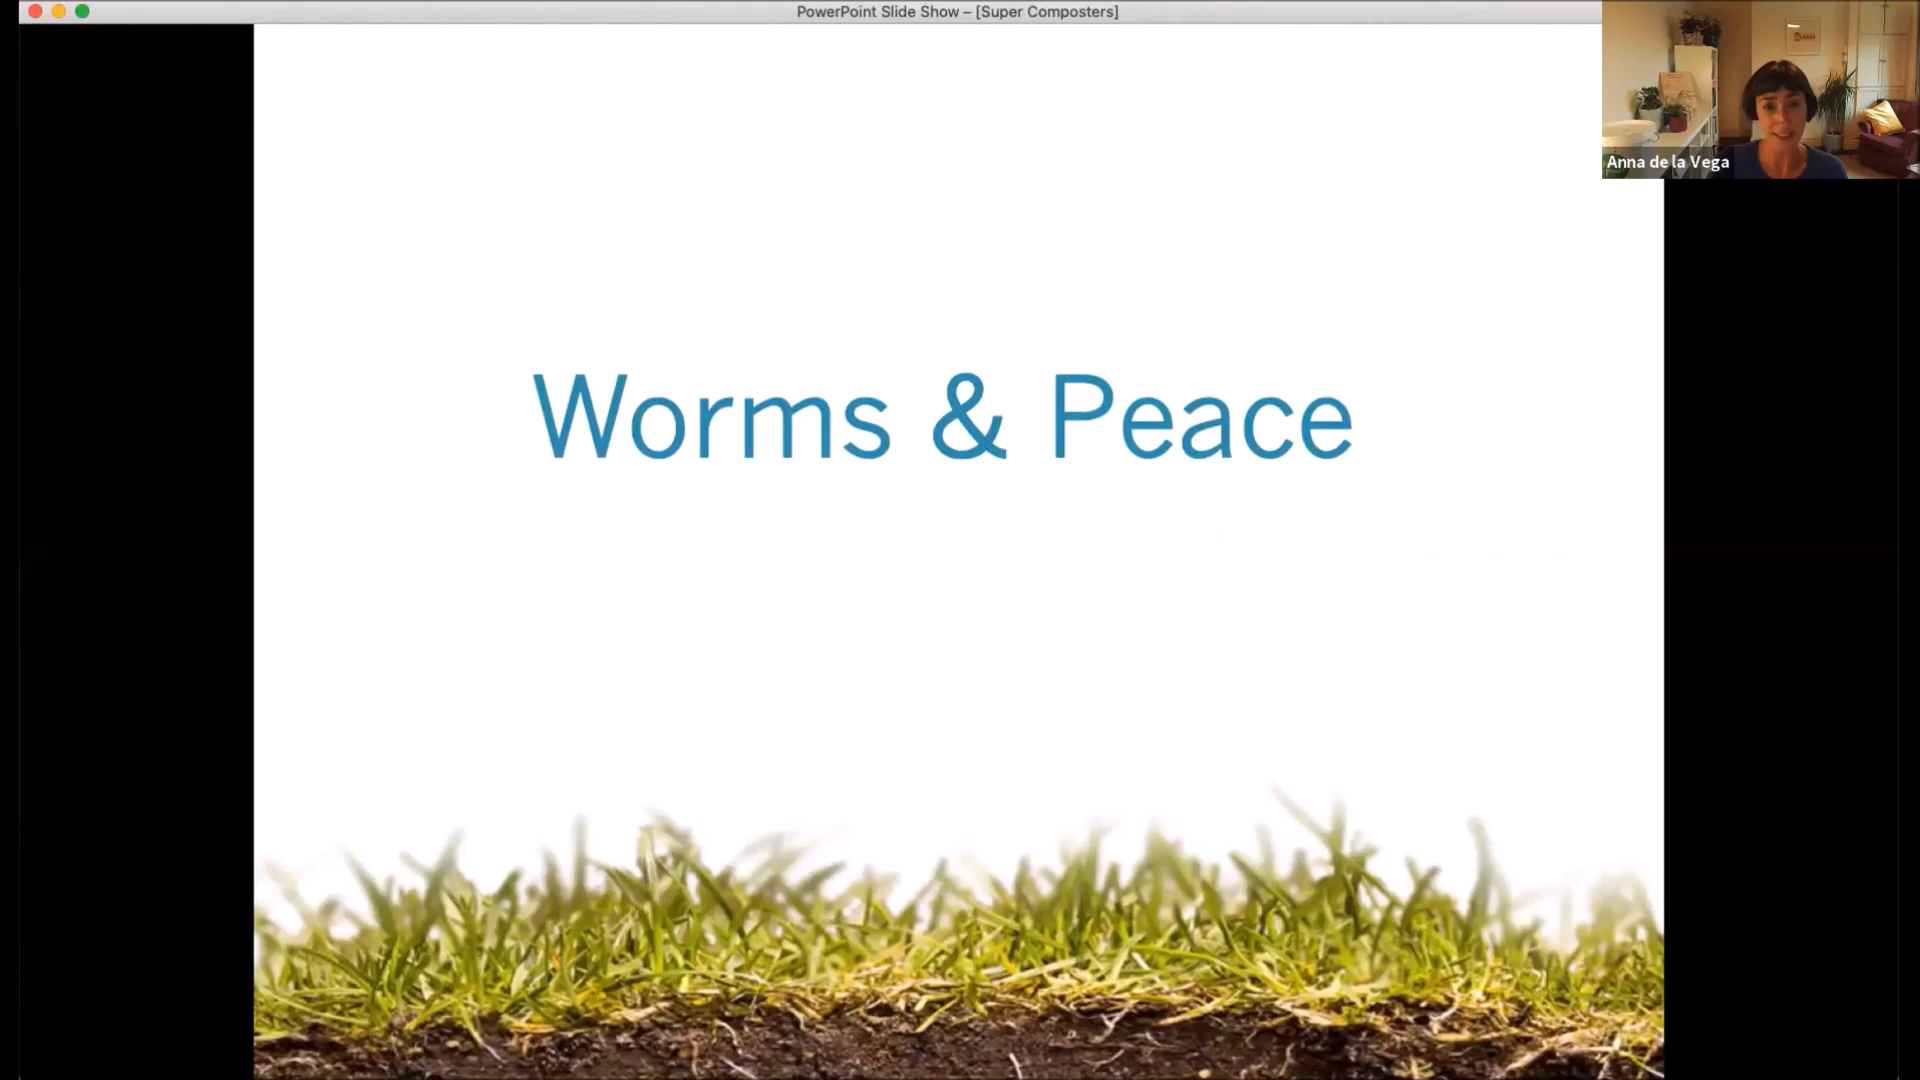 PowerPoint Slide Show – [Super Composters]
Anna de la Vega
Worms & Peace